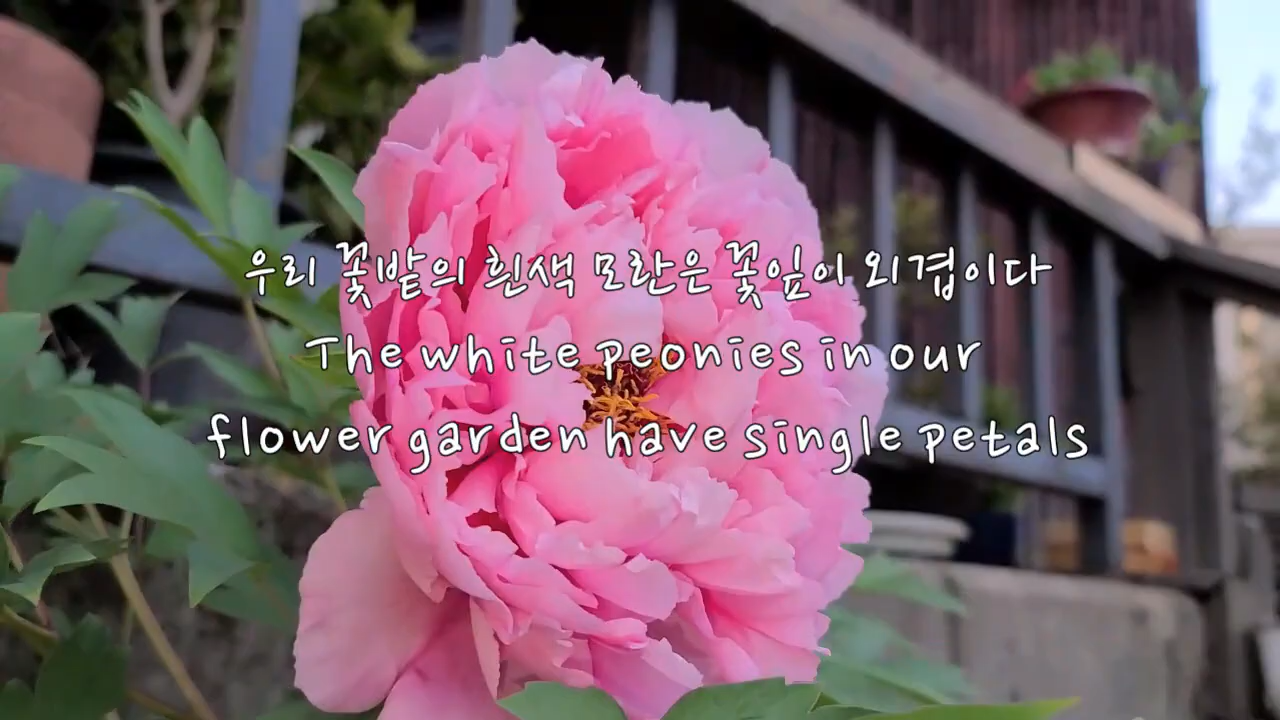 우리 꽃밭의 흰색 모란은 꽃잎이 외겹이다
The white peonies in our
flower garden have single petals